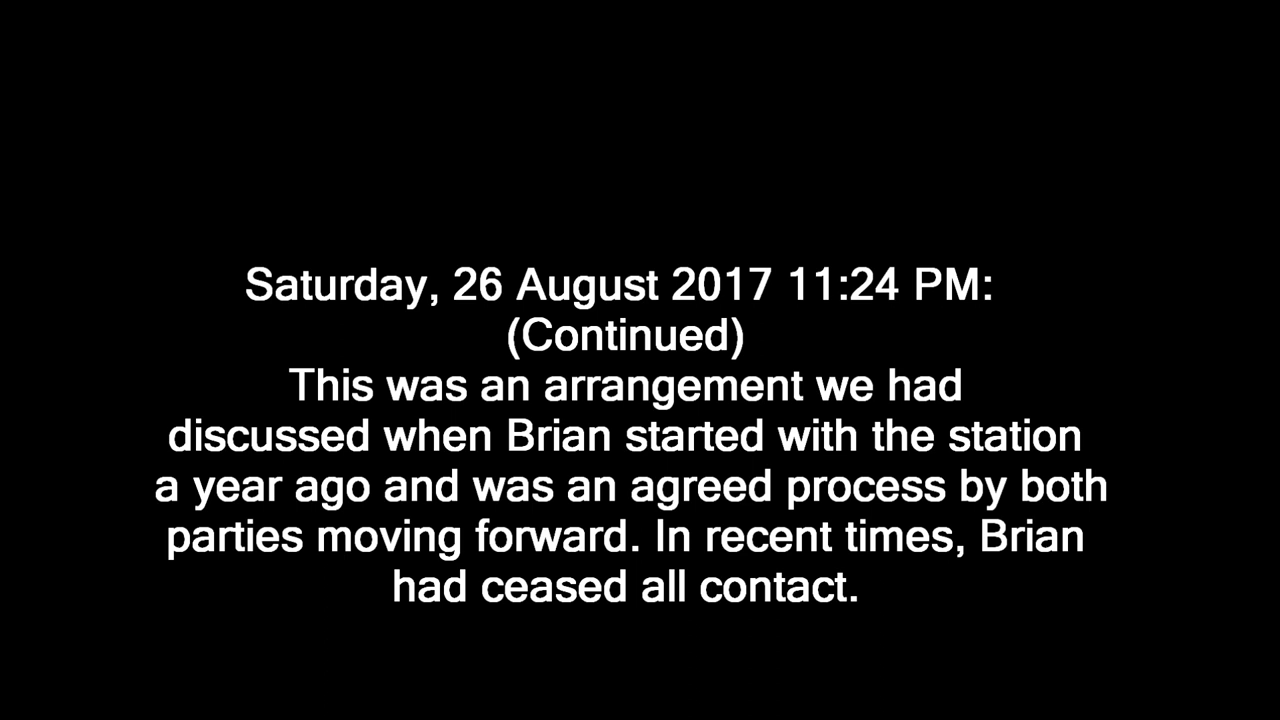 Saturday, 26 August 2017 11:24 PM:
(Continued)
This was an arrangement we had
discussed when Brian started with the station
a year ago and was an agreed process by both
parties moving forward. In recent times, Brian
had ceased all contact.